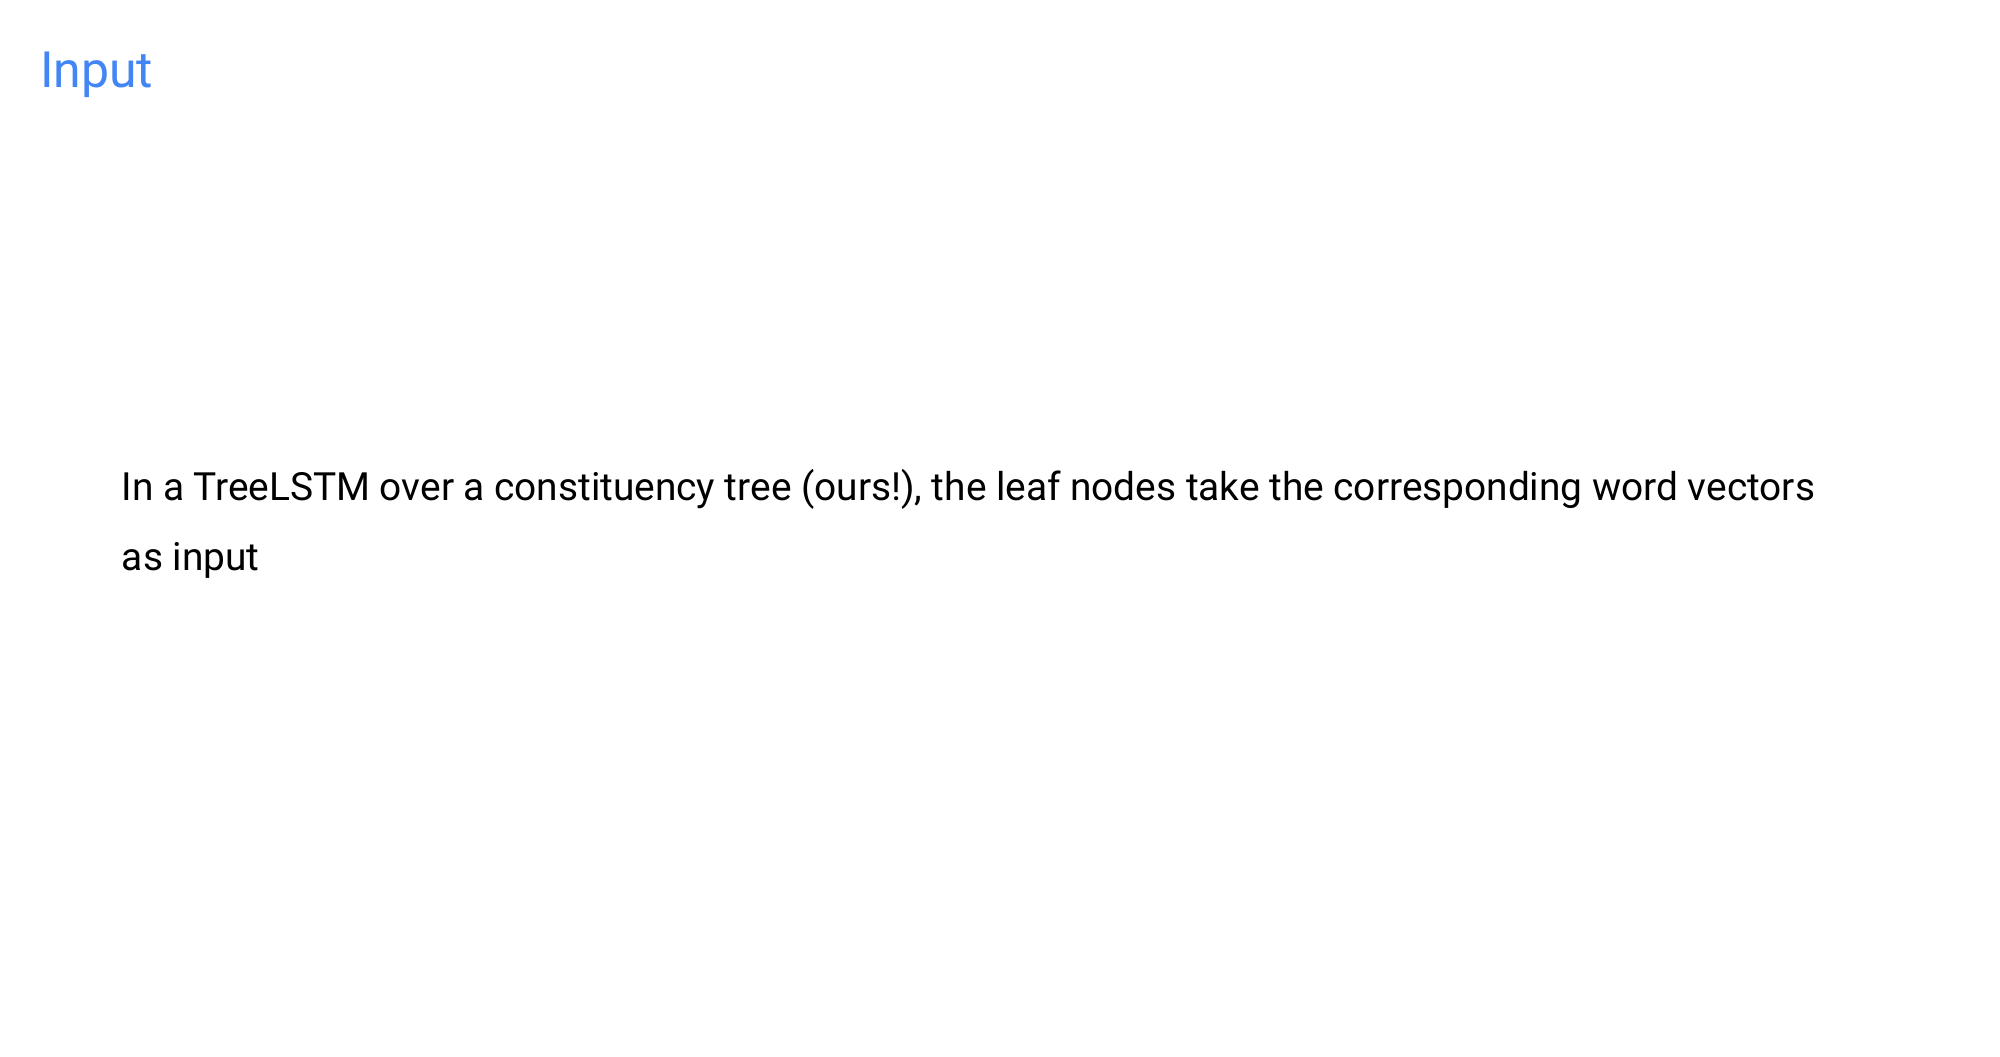 Input
In a TreeLSTM over a constituency tree (ours!), the leaf nodes take the corresponding word vectors
as input